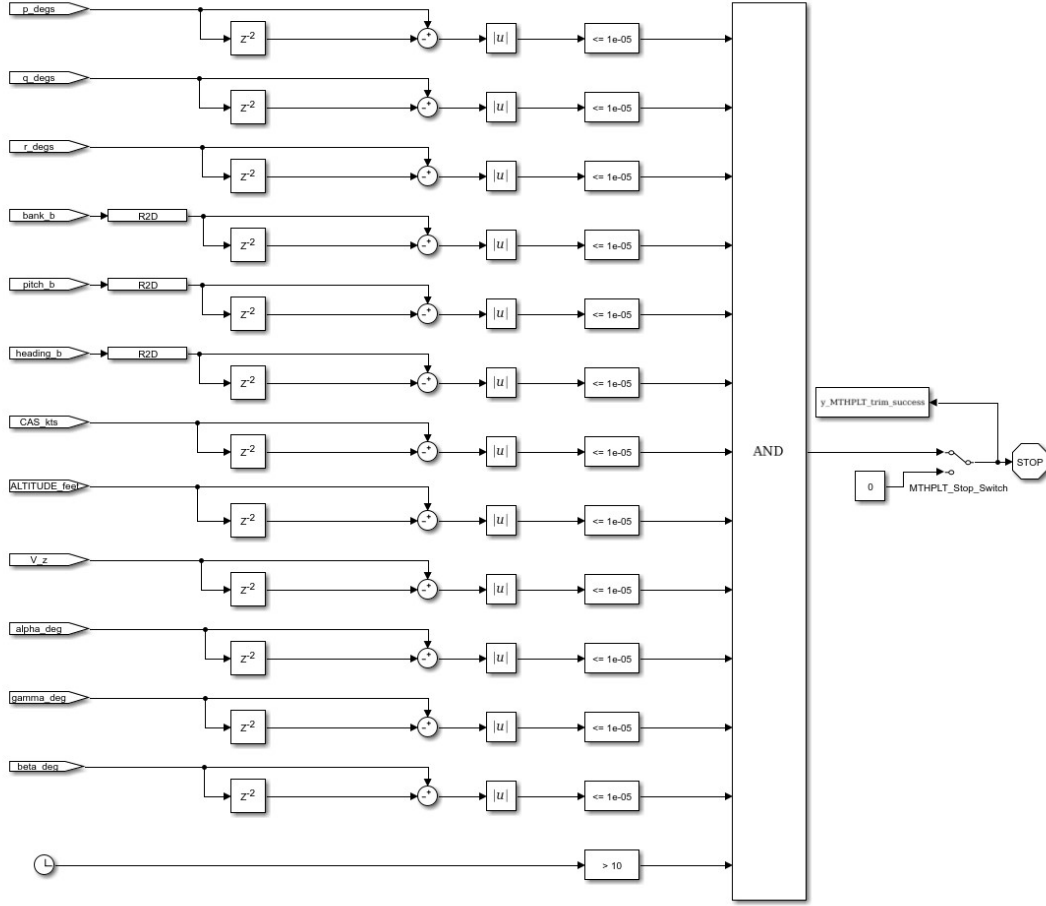 p_degs
z-2
-
+
|u|
<= 1e-05
q_degs
z-2
-
+
|u|
<= 1e-05
r_degs
z-2
-
+
|u|
<= 1e-05
bank_b
R2D
z-2
-
+
|u|
<= 1e-05
pitch_b
R2D
z-2
-
+
|u|
<= 1e-05
heading_b
R2D
z-2
-
+
|u|
<= 1e-05
CAS_kts
z-2
-
+
|u|
<= 1e-05
ALTITUDE_feet
z-2
-
+
|u|
<= 1e-05
V_z
z-2
-
+
|u|
<= 1e-05
alpha_deg
z-2
-
+
|u|
<= 1e-05
gamma_deg
z-2
-
+
|u|
<= 1e-05
beta_deg
z-2
-
+
|u|
<= 1e-05
> 10
AND
y_MTHPLT_trim_success
0
MTHPLT_Stop_Switch
STOP